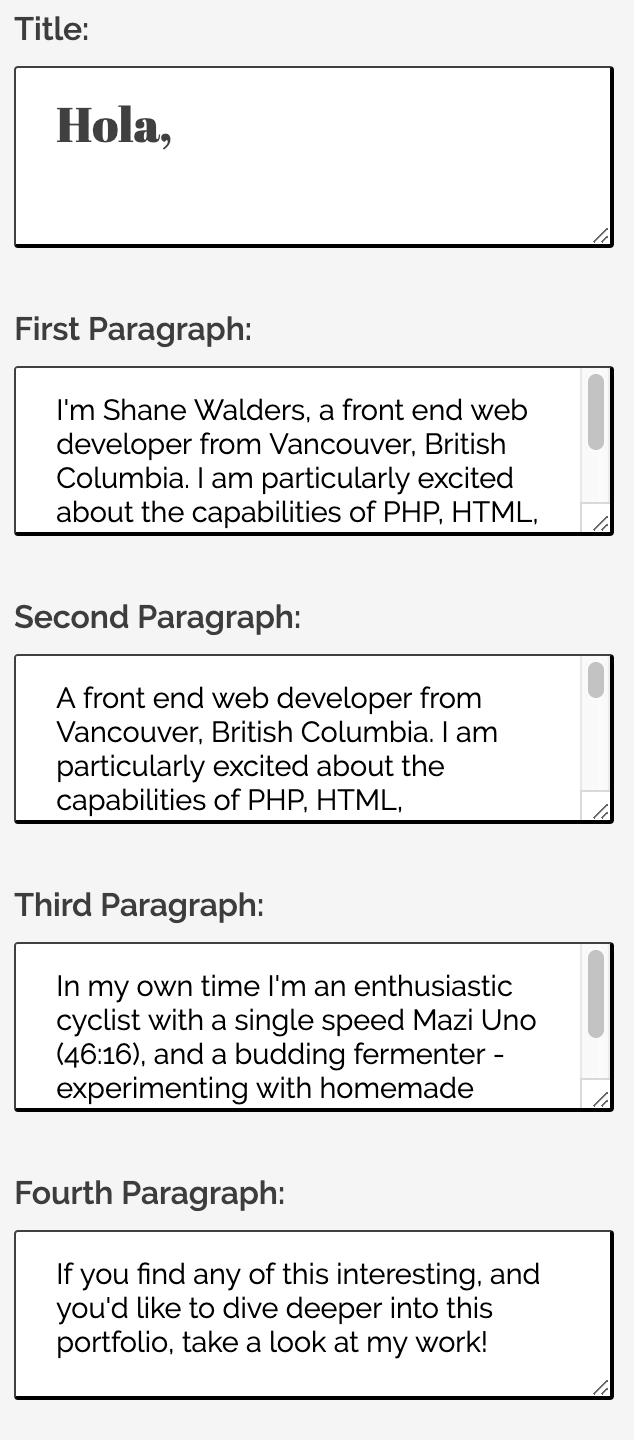 Title:
Hola,
First Paragraph:
I'm Shane Walders, a front end web
developer from Vancouver, British
Columbia. I am particularly excited
about the capabilities of PHP, HTML,
Second Paragraph:
A front end web developer from
Vancouver, British Columbia. I am
particularly excited about the
capabilities of PHP, HTML,
Third Paragraph:
In my own time I'm an enthusiastic
cyclist with a single speed Mazi Uno
(46:16), and a budding fermenter -
experimenting with homemade
Fourth Paragraph:
If you find any of this interesting, and
you'd like to dive deeper into this
portfolio, take a look at my work!